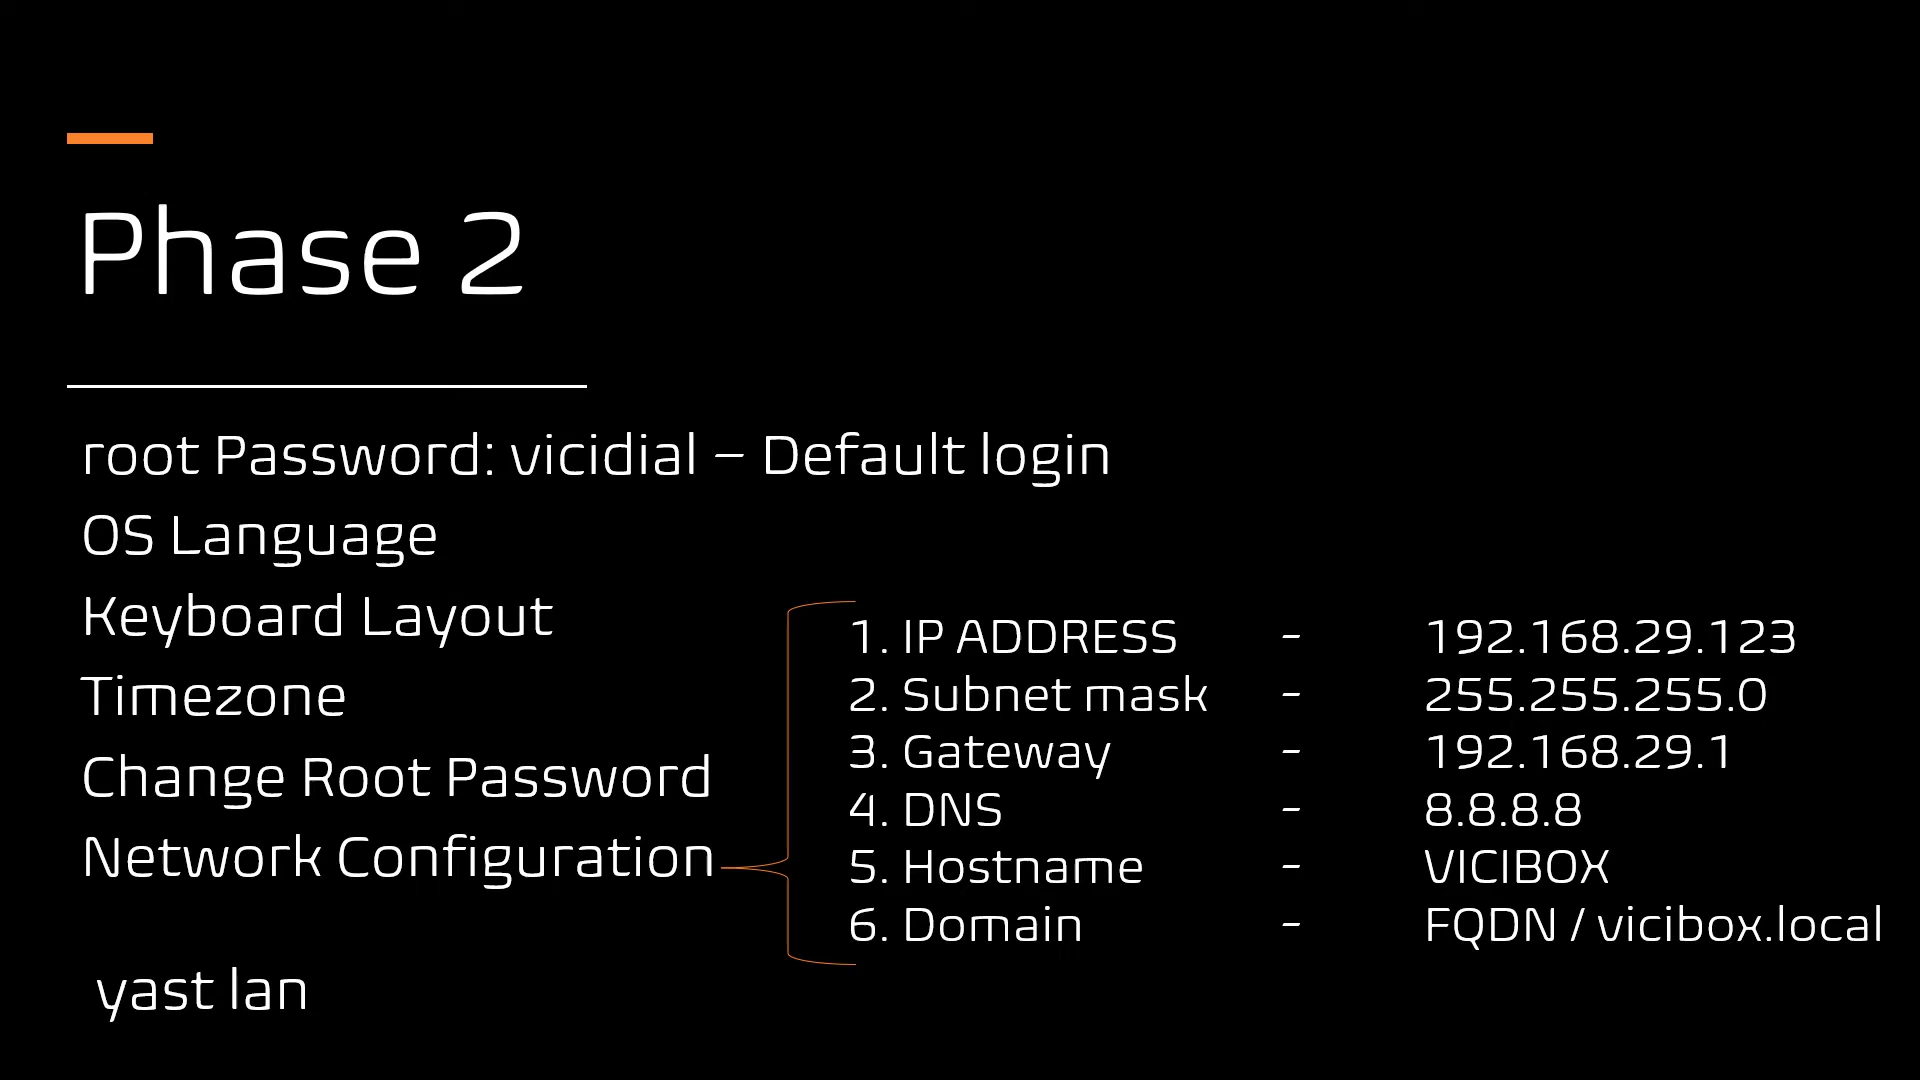 Phase 2
root Password: vicidial – Default login
OS Language
Keyboard Layout
Timezone
Change Root Password
Network Configuration
1. IP ADDRESS - 192.168.29.123
2. Subnet mask - 255.255.255.0
3. Gateway - 192.168.29.1
4. DNS - 8.8.8.8
5. Hostname - VICIBOX
6. Domain - FQDN / vicibox.local
yast lan